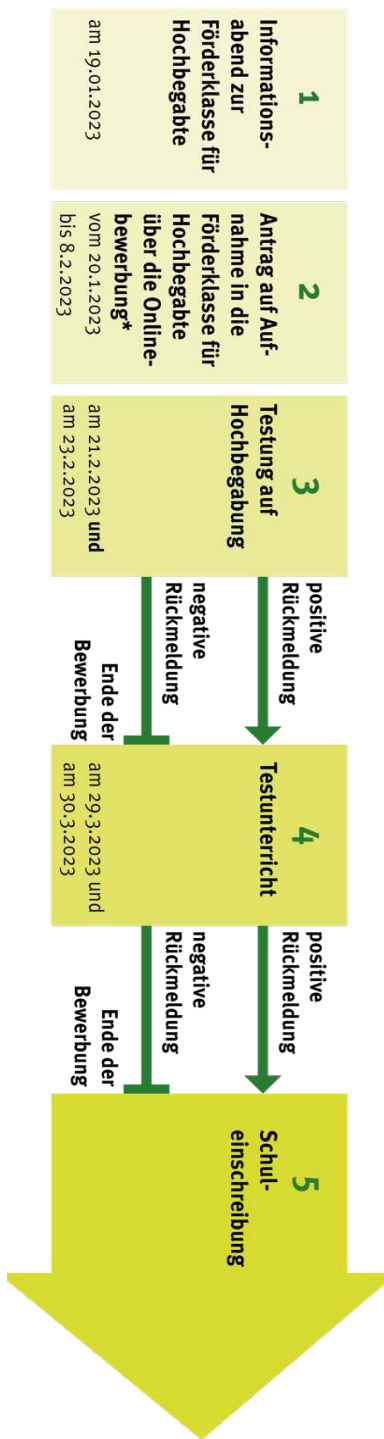 1
Informations-
abend zur
Förderklasse für
Hochbegabte
am 19.01.2023
2
Antrag auf Auf-
nahme in die
Förderklasse für
Hochbegabte
über die Online-
bewerbung*
vom 20.1.2023
bis 8.2.2023
3
Testung auf
Hochbegabung
am 21.2.2023 und
am 23.2.2023
positive
Rückmeldung
negative
Rückmeldung
Ende der
Bewerbung
4
Testunterricht
am 29.3.2023 und
am 30.3.2023
positive
Rückmeldung
negative
Rückmeldung
Ende der
Bewerbung
5
Schul-
einschreibung